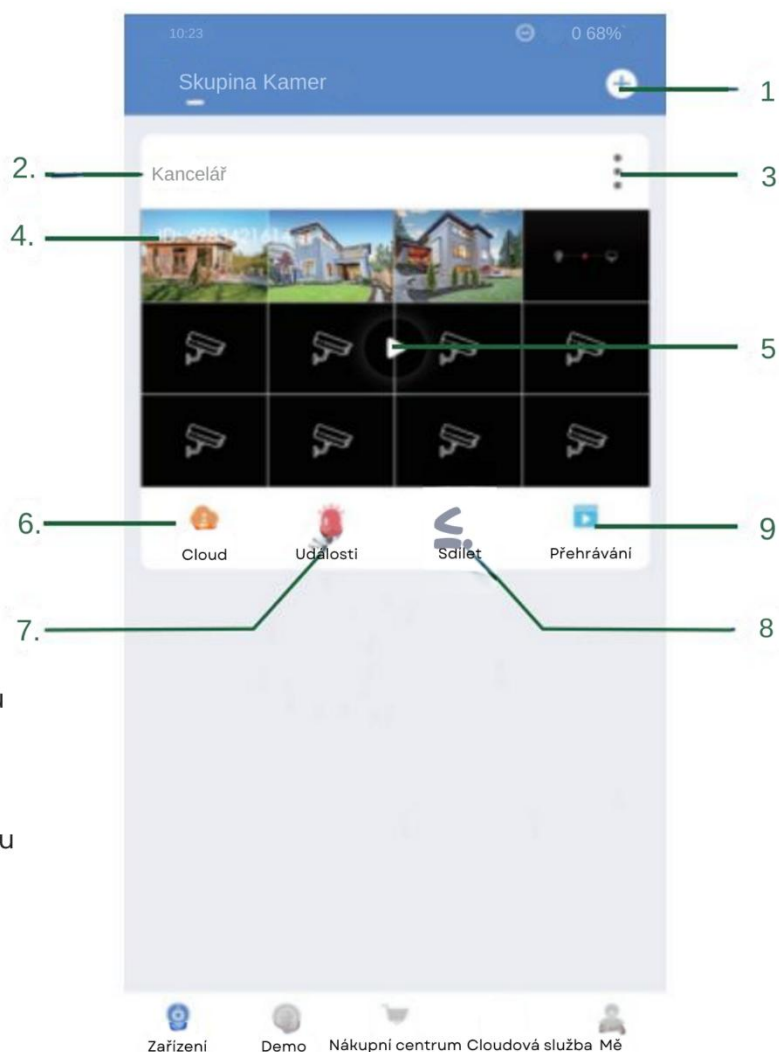 10:23 0 68%
Skupina Kamer
1
2. Kancelář 3
4.
5
6. 9
Cloud Události Sdilet Přehrávání
7. 8
u
u
Zařízení Demo Nákupní centrum Cloudová služba Mě